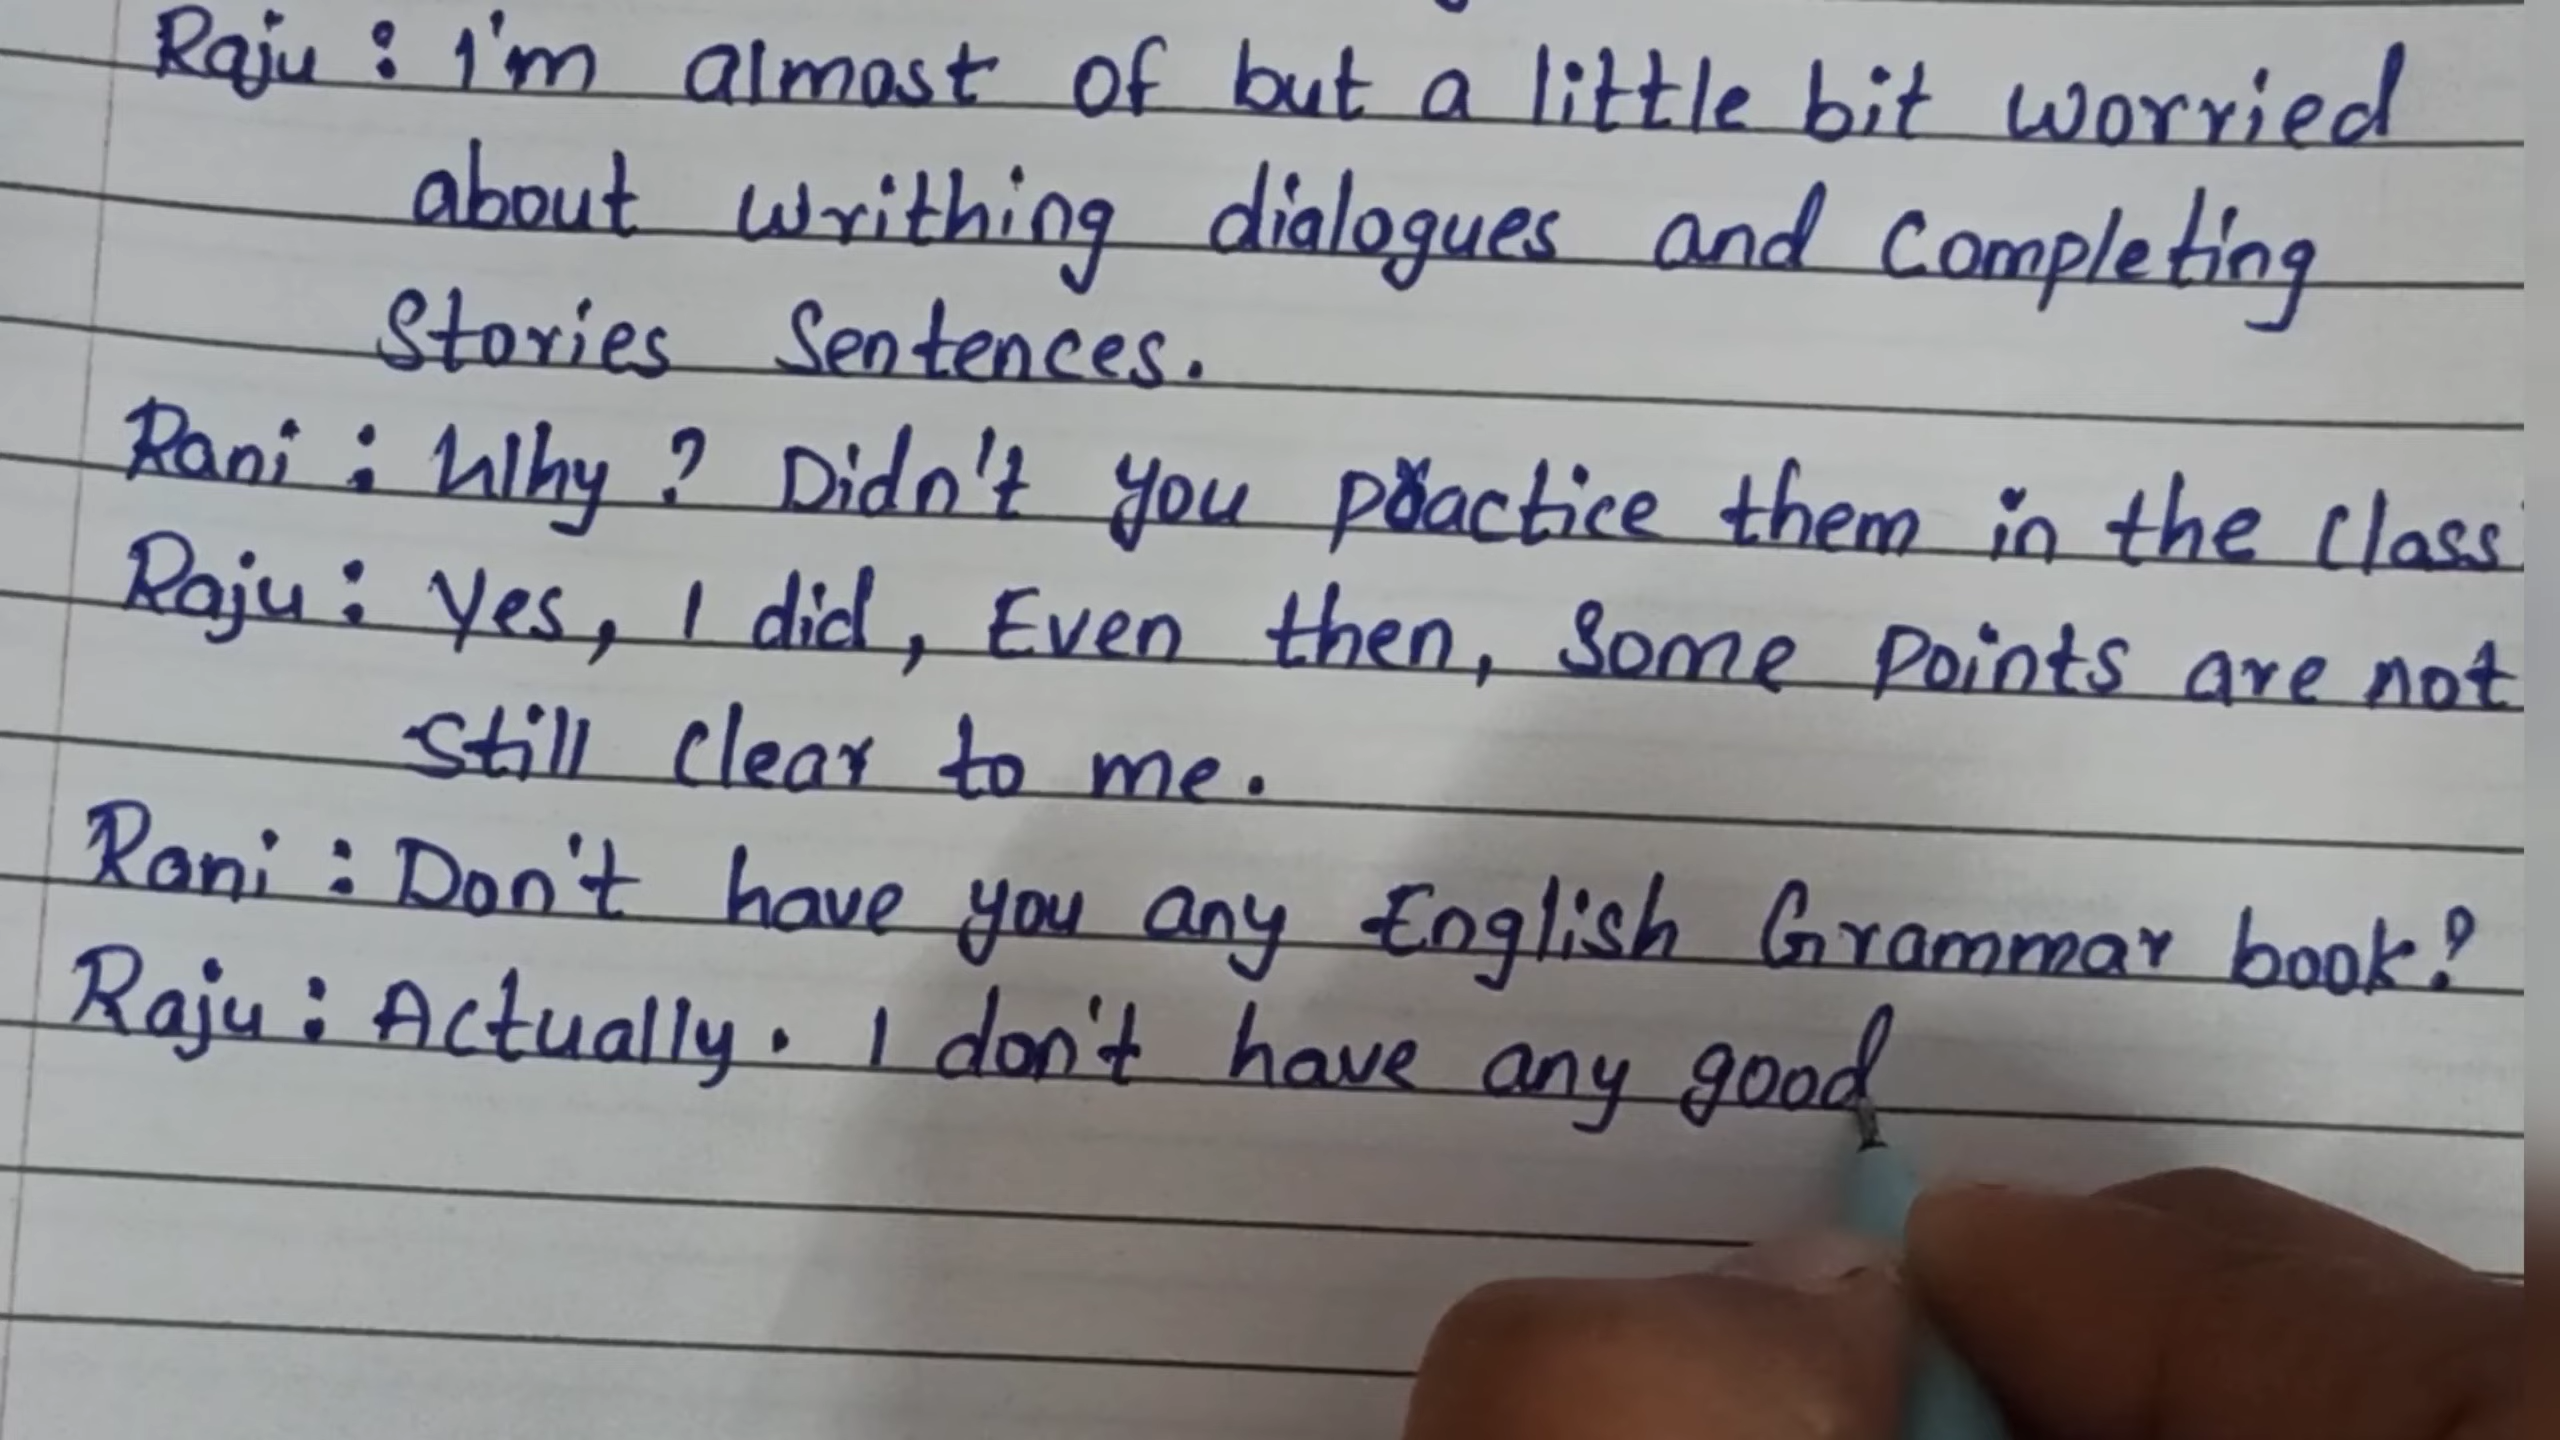 Raju : I'm almost of but a little bit worried
about writhing dialogues and completing
Stories Sentences.
Rani : Why ? Didn't you practice them in the class
Raju : Yes, I did, Even then, Some Points are not
still clear to me.
Rani : Don't have you any English Grammar book?
Raju : Actually. I don't have any good